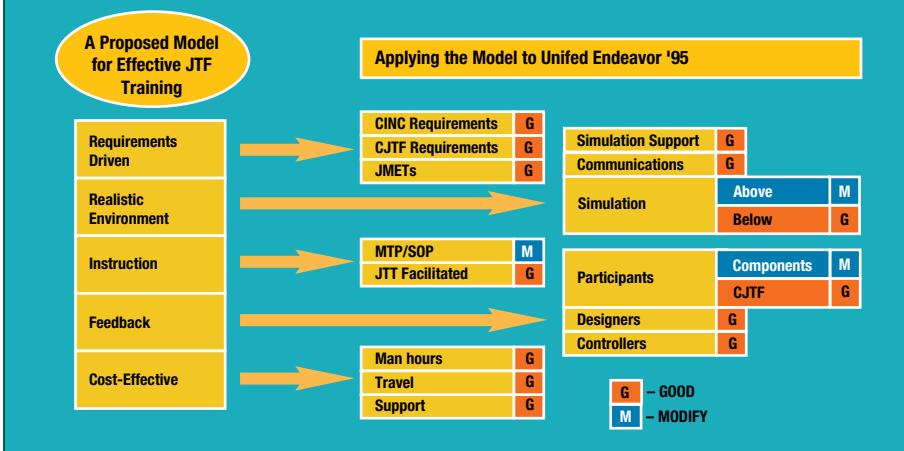 A Proposed Model
for Effective JTF
Training
Applying the Model to Unifed Endeavor '95
Requirements
Driven
CINC Requirements G
CJTF Requirements G
JMETs G
Realistic
Environment
Simulation Support G
Communications G
Simulation
Above M
Below G
Instruction
MTP/SOP M
JTT Facilitated G
Feedback
Participants
Components M
CJTF G
Designers G
Controllers G
Cost-Effective
Man hours G
Travel G
Support G
G – GOOD
M – MODIFY